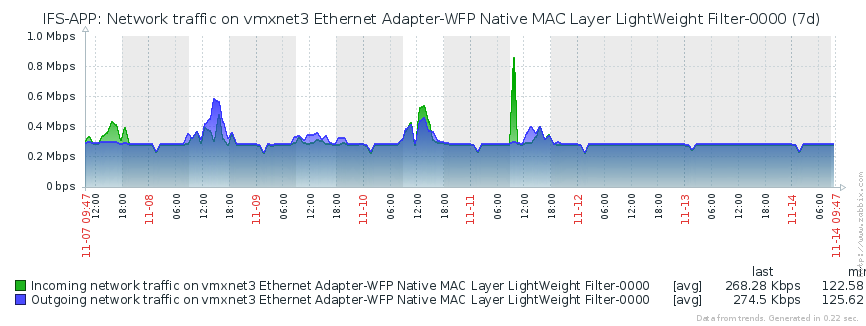 IFS-APP: Network traffic on vmxnet3 Ethernet Adapter-WFP Native MAC Layer LightWeight Filter-0000 (7d)
1.0 Mbps
0.8 Mbps
0.6 Mbps
0.4 Mbps
0.2 Mbps
0 bps
11-07 09:47
12:00
18:00
11-08
06:00
12:00
18:00
11-09
06:00
12:00
18:00
11-10
06:00
12:00
18:00
11-11
06:00
12:00
18:00
11-12
06:00
12:00
18:00
11-13
06:00
12:00
18:00
11-14
06:00
11-14 09:47
http://www.zabbix.com
last min
Incoming network traffic on vmxnet3 Ethernet Adapter-WFP Native MAC Layer LightWeight Filter-0000 [avg] 268.28 Kbps 122.58
Outgoing network traffic on vmxnet3 Ethernet Adapter-WFP Native MAC Layer LightWeight Filter-0000 [avg] 274.5 Kbps 125.62
Data from trends. Generated in 0.22 sec.